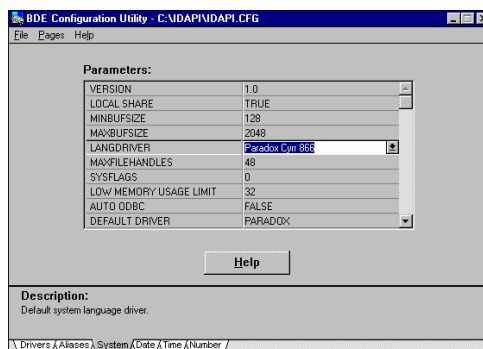 BDE Configuration Utility - C:\IDAPI\IDAPI.CFG
File Pages Help
Parameters:
VERSION 1.0
LOCAL SHARE TRUE
MINBUFSIZE 128
MAXBUFSIZE 2048
LANGDRIVER Paradox Cyrr 866
MAXFILEHANDLES 48
SYSFLAGS 0
LOW MEMORY USAGE LIMIT 32
AUTO ODBC FALSE
DEFAULT DRIVER PARADOX
Help
Description:
Default system language driver.
Drivers Aliases System Date Time Number